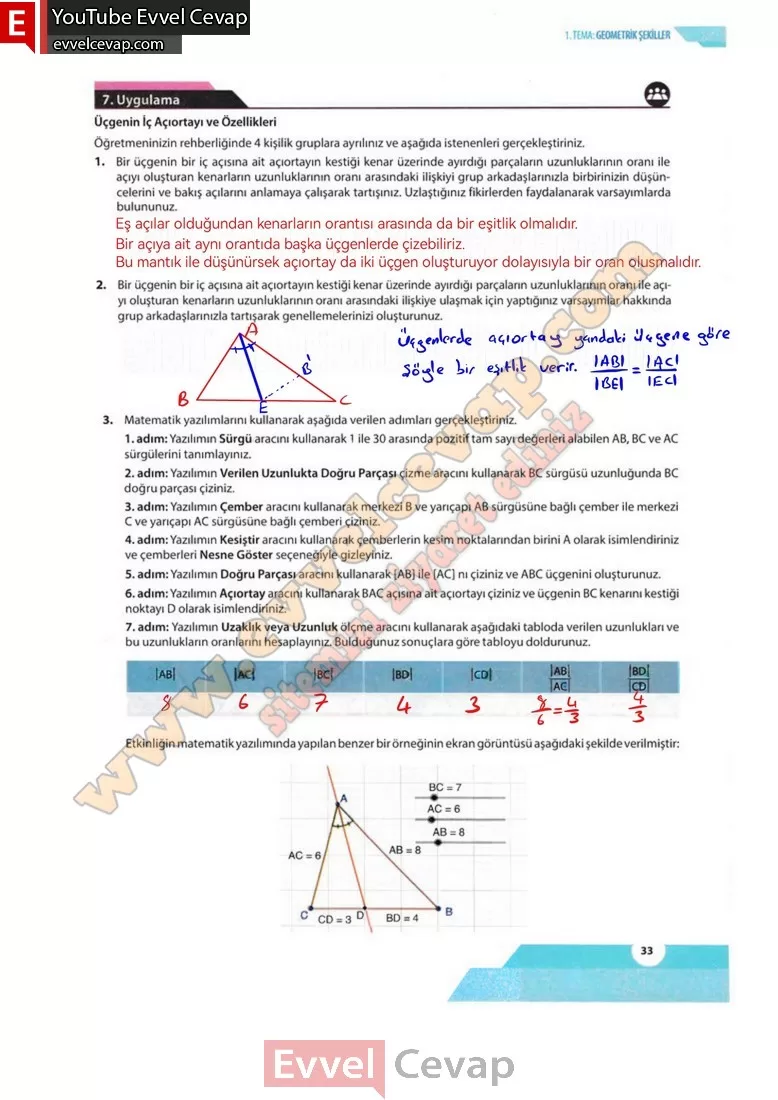 YouTube Evvel Cevap
evvelcevap.com
1. TEMA: GEOMETRİK ŞEKİLLER
7. Uygulama
Üçgenin İç Açıortayı ve Özellikleri
Öğretmeninizin rehberliğinde 4 kişilik gruplara ayrılınız ve aşağıda istenenleri gerçekleştiriniz.
1. Bir üçgenin bir iç açısına ait açıortayın kestiği kenar üzerinde ayırdığı parçaların uzunluklarının oranı ile
açıyı oluşturan kenarların uzunluklarının oranı arasındaki ilişkiyi grup arkadaşlarınızla birbirinizin düşün-
celerini ve bakış açılarını anlamaya çalışarak tartışınız. Uzlaştığınız fikirlerden faydalanarak varsayımlarda
bulununuz.
Eş açılar olduğundan kenarların orantısı arasında da bir eşitlik olmalıdır.
Bir açıya ait aynı orantıda başka üçgenlerde çizebiliriz.
Bu mantık ile düşünürsek açıortay da iki üçgen oluşturuyor dolayısıyla bir oran oluşmalıdır.
2. Bir üçgenin bir iç açısına ait açıortayın kestiği kenar üzerinde ayırdığı parçaların uzunluklarının oranı ile açı-
yı oluşturan kenarların uzunluklarının oranı arasındaki ilişkiye ulaşmak için yaptığınız varsayımlar hakkında
grup arkadaşlarınızla tartışarak genellemelerinizi oluşturunuz.
A
B'
B
E
C
Üçgenlerde açıortay yandaki üçgene göre
şöyle bir eşitlik verir. |AB|/|BE| = |AC|/|EC|
3. Matematik yazılımlarını kullanarak aşağıda verilen adımları gerçekleştiriniz.
1. adım: Yazılımın Sürgü aracını kullanarak 1 ile 30 arasında pozitif tam sayı değerleri alabilen AB, BC ve AC
sürgülerini tanımlayınız.
2. adım: Yazılımın Verilen Uzunlukta Doğru Parçası çizme aracını kullanarak BC sürgüsü uzunluğunda BC
doğru parçası çiziniz.
3. adım: Yazılımın Çember aracını kullanarak merkezi B ve yarıçapı AB sürgüsüne bağlı çember ile merkezi
C ve yarıçapı AC sürgüsüne bağlı çemberi çiziniz.
4. adım: Yazılımın Kesiştir aracını kullanarak çemberlerin kesim noktalarından birini A olarak isimlendiriniz
ve çemberleri Nesne Göster seçeneğiyle gizleyiniz.
5. adım: Yazılımın Doğru Parçası aracını kullanarak [AB] ile [AC] nı çiziniz ve ABC üçgenini oluşturunuz.
6. adım: Yazılımın Açıortay aracını kullanarak BAC açısına ait açıortayı çiziniz ve üçgenin BC kenarını kestiği
noktayı D olarak isimlendiriniz.
7. adım: Yazılımın Uzaklık veya Uzunluk ölçme aracını kullanarak aşağıdaki tabloda verilen uzunlukları ve
bu uzunlukların oranlarını hesaplayınız. Bulduğunuz sonuçlara göre tabloyu doldurunuz.
|AB| |AC| |BC| |BD| |CD| |AB|/|AC| |BD|/|CD|
8 6 7 4 3 8/6 = 4/3 4/3
Etkinliğin matematik yazılımında yapılan benzer bir örneğinin ekran görüntüsü aşağıdaki şekilde verilmiştir:
BC = 7
A
AC = 6
AB = 8
AC = 6
AB = 8
C
CD = 3
D
BD = 4
B
33
www.evvelcevap.com
sitemizi ziyaret ediniz
Evvel Cevap